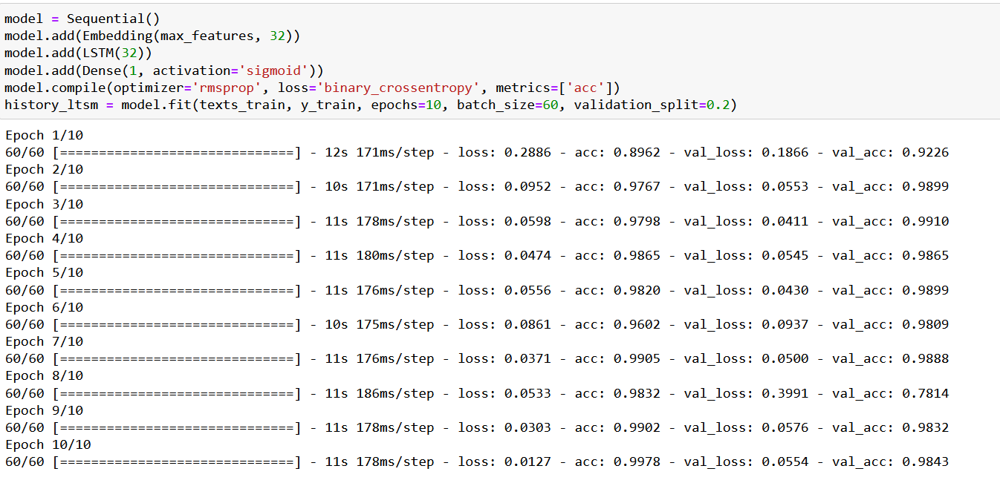 model = Sequential()
model.add(Embedding(max_features, 32))
model.add(LSTM(32))
model.add(Dense(1, activation='sigmoid'))
model.compile(optimizer='rmsprop', loss='binary_crossentropy', metrics=['acc'])
history_ltsm = model.fit(texts_train, y_train, epochs=10, batch_size=60, validation_split=0.2)
Epoch 1/10
60/60 [==============================] - 12s 171ms/step - loss: 0.2886 - acc: 0.8962 - val_loss: 0.1866 - val_acc: 0.9226
Epoch 2/10
60/60 [==============================] - 10s 171ms/step - loss: 0.0952 - acc: 0.9767 - val_loss: 0.0553 - val_acc: 0.9899
Epoch 3/10
60/60 [==============================] - 11s 178ms/step - loss: 0.0598 - acc: 0.9798 - val_loss: 0.0411 - val_acc: 0.9910
Epoch 4/10
60/60 [==============================] - 11s 180ms/step - loss: 0.0474 - acc: 0.9865 - val_loss: 0.0545 - val_acc: 0.9865
Epoch 5/10
60/60 [==============================] - 11s 176ms/step - loss: 0.0556 - acc: 0.9820 - val_loss: 0.0430 - val_acc: 0.9899
Epoch 6/10
60/60 [==============================] - 10s 175ms/step - loss: 0.0861 - acc: 0.9602 - val_loss: 0.0937 - val_acc: 0.9809
Epoch 7/10
60/60 [==============================] - 11s 176ms/step - loss: 0.0371 - acc: 0.9905 - val_loss: 0.0500 - val_acc: 0.9888
Epoch 8/10
60/60 [==============================] - 11s 186ms/step - loss: 0.0533 - acc: 0.9832 - val_loss: 0.3991 - val_acc: 0.7814
Epoch 9/10
60/60 [==============================] - 11s 178ms/step - loss: 0.0303 - acc: 0.9902 - val_loss: 0.0576 - val_acc: 0.9832
Epoch 10/10
60/60 [==============================] - 11s 178ms/step - loss: 0.0127 - acc: 0.9978 - val_loss: 0.0554 - val_acc: 0.9843